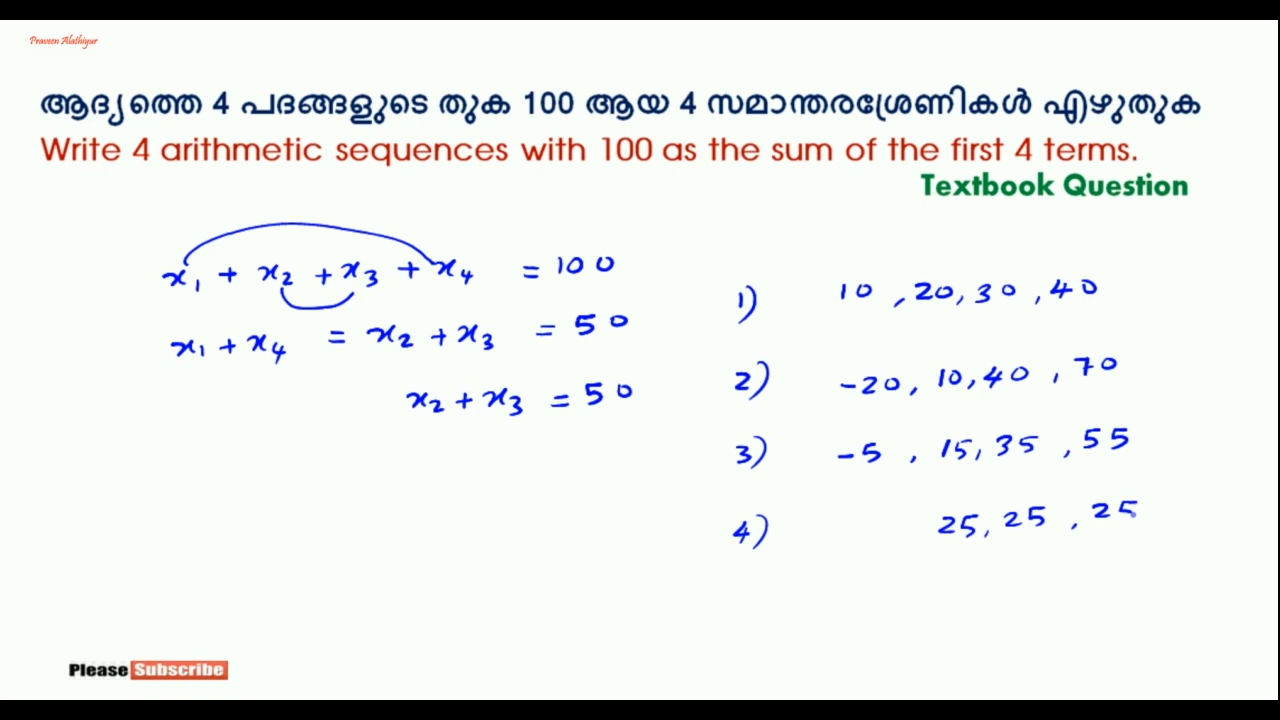 Praveen Alathiyur
ആദ്യത്തെ 4 പദങ്ങളുടെ തുക 100 ആയ 4 സമാന്തരശ്രേണികൾ എഴുതുക
Write 4 arithmetic sequences with 100 as the sum of the first 4 terms.
Textbook Question
x₁ + x₂ + x₃ + x₄ = 100
x₁ + x₄ = x₂ + x₃ = 50
x₂ + x₃ = 50
1) 10, 20, 30, 40
2) -20, 10, 40, 70
3) -5, 15, 35, 55
4) 25, 25, 25
Please Subscribe